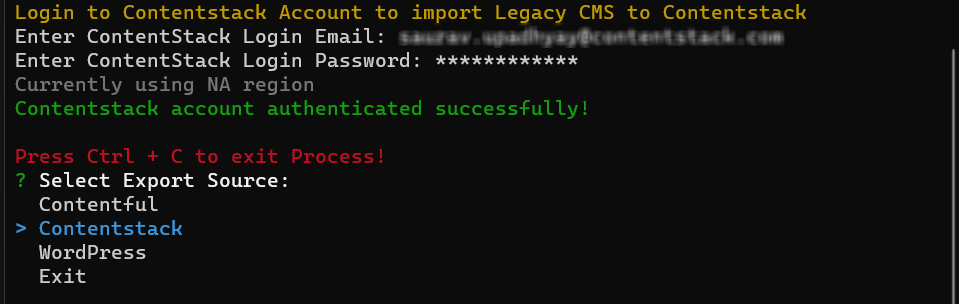 Login to Contentstack Account to import Legacy CMS to Contentstack
Enter ContentStack Login Email:
Enter ContentStack Login Password: ************
Currently using NA region
Contentstack account authenticated successfully!
Press Ctrl + C to exit Process!
? Select Export Source:
Contentful
> Contentstack
WordPress
Exit